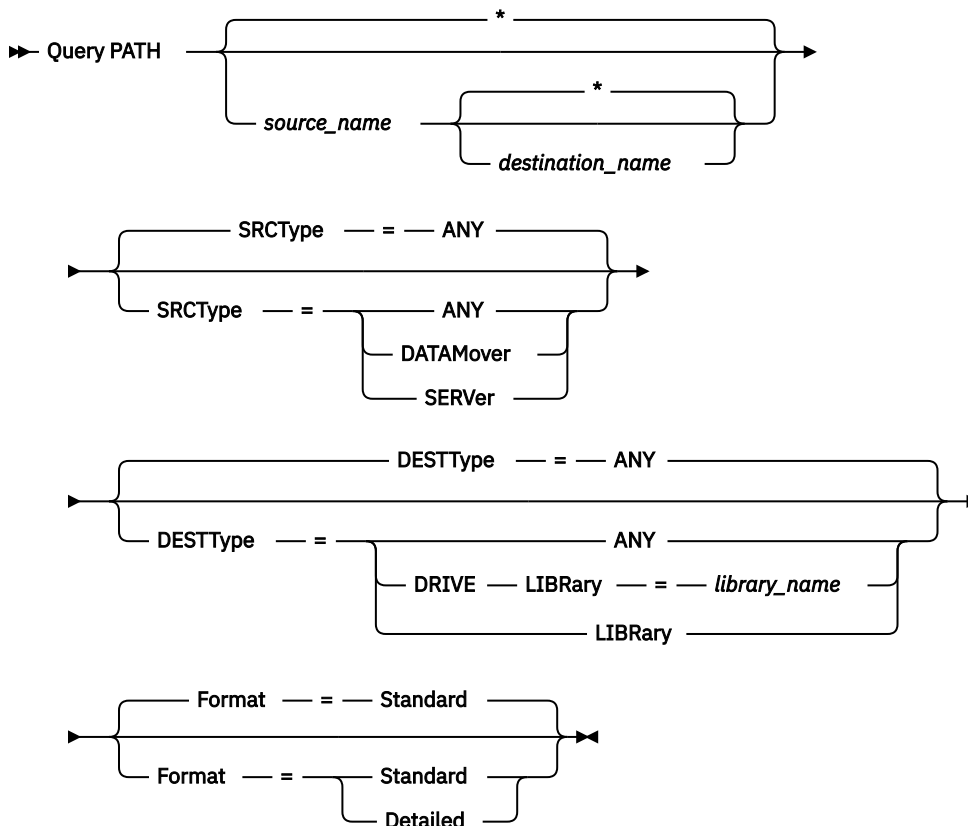 *
Query PATH
*
source_name
destination_name
SRCType = ANY
SRCType = ANY
DATAMover
SERVer
DESTType = ANY
DESTType = ANY
DRIVE LIBRary = library_name
LIBRary
Format = Standard
Format = Standard
Detailed